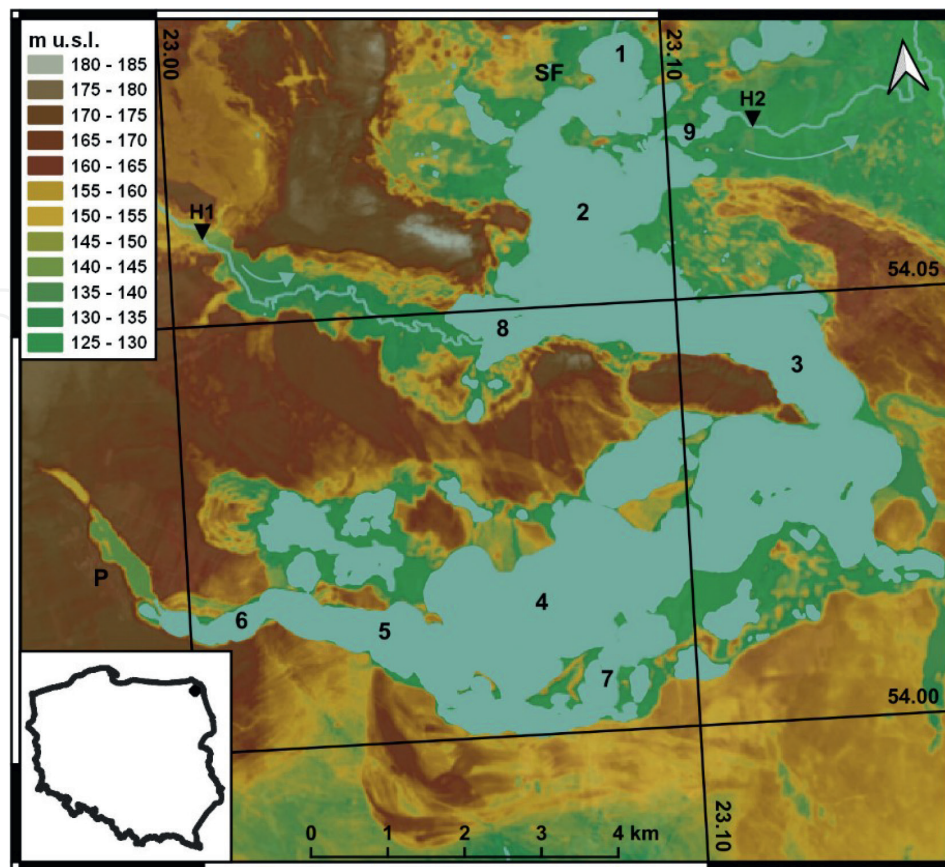 m u.s.l.
180 - 185
175 - 180
170 - 175
165 - 170
160 - 165
155 - 160
150 - 155
145 - 150
140 - 145
135 - 140
130 - 135
125 - 130
23.00
23.10
1
SF
H2
9
2
H1
54.05
8
3
P
4
6
5
7
54.00
23.10
0 1 2 3 4 km